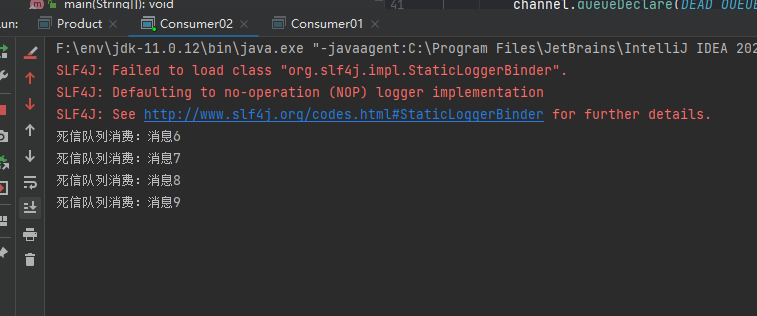 main(String[]): void
41 channel.queueDeclare(DEAD_QUEUE
un: Product × Consumer02 × Consumer01 ×
F:\env\jdk-11.0.12\bin\java.exe "-javaagent:C:\Program Files\JetBrains\IntelliJ IDEA 202
SLF4J: Failed to load class "org.slf4j.impl.StaticLoggerBinder".
SLF4J: Defaulting to no-operation (NOP) logger implementation
SLF4J: See http://www.slf4j.org/codes.html#StaticLoggerBinder for further details.
死信队列消费：消息6
死信队列消费：消息7
死信队列消费：消息8
死信队列消费：消息9